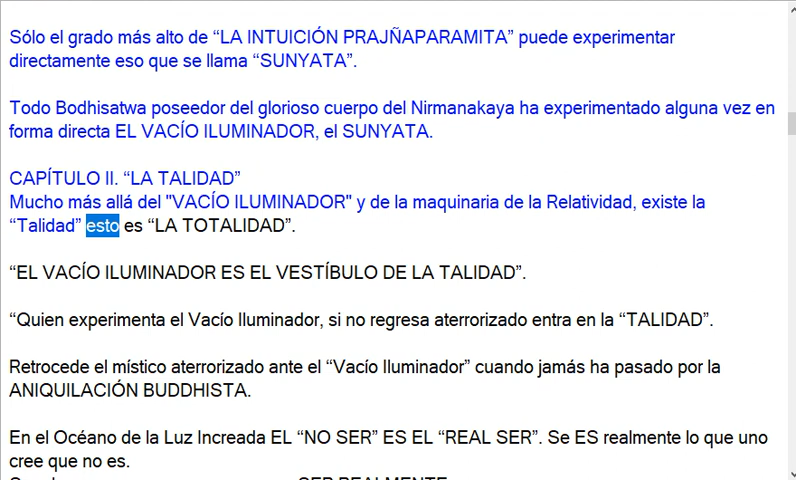 Sólo el grado más alto de “LA INTUICIÓN PRAJÑAPARAMITA” puede experimentar
directamente eso que se llama “SUNYATA”.
Todo Bodhisatwa poseedor del glorioso cuerpo del Nirmanakaya ha experimentado alguna vez en
forma directa EL VACÍO ILUMINADOR, el SUNYATA.
CAPÍTULO II. “LA TALIDAD”
Mucho más allá del "VACÍO ILUMINADOR" y de la maquinaria de la Relatividad, existe la
“Talidad” esto es “LA TOTALIDAD”.
“EL VACÍO ILUMINADOR ES EL VESTÍBULO DE LA TALIDAD”.
“Quien experimenta el Vacío Iluminador, si no regresa aterrorizado entra en la “TALIDAD”.
Retrocede el místico aterrorizado ante el “Vacío Iluminador” cuando jamás ha pasado por la
ANIQUILACIÓN BUDDHISTA.
En el Océano de la Luz Increada EL “NO SER” ES EL “REAL SER”. Se ES realmente lo que uno
cree que no es.
SER REALMENTE